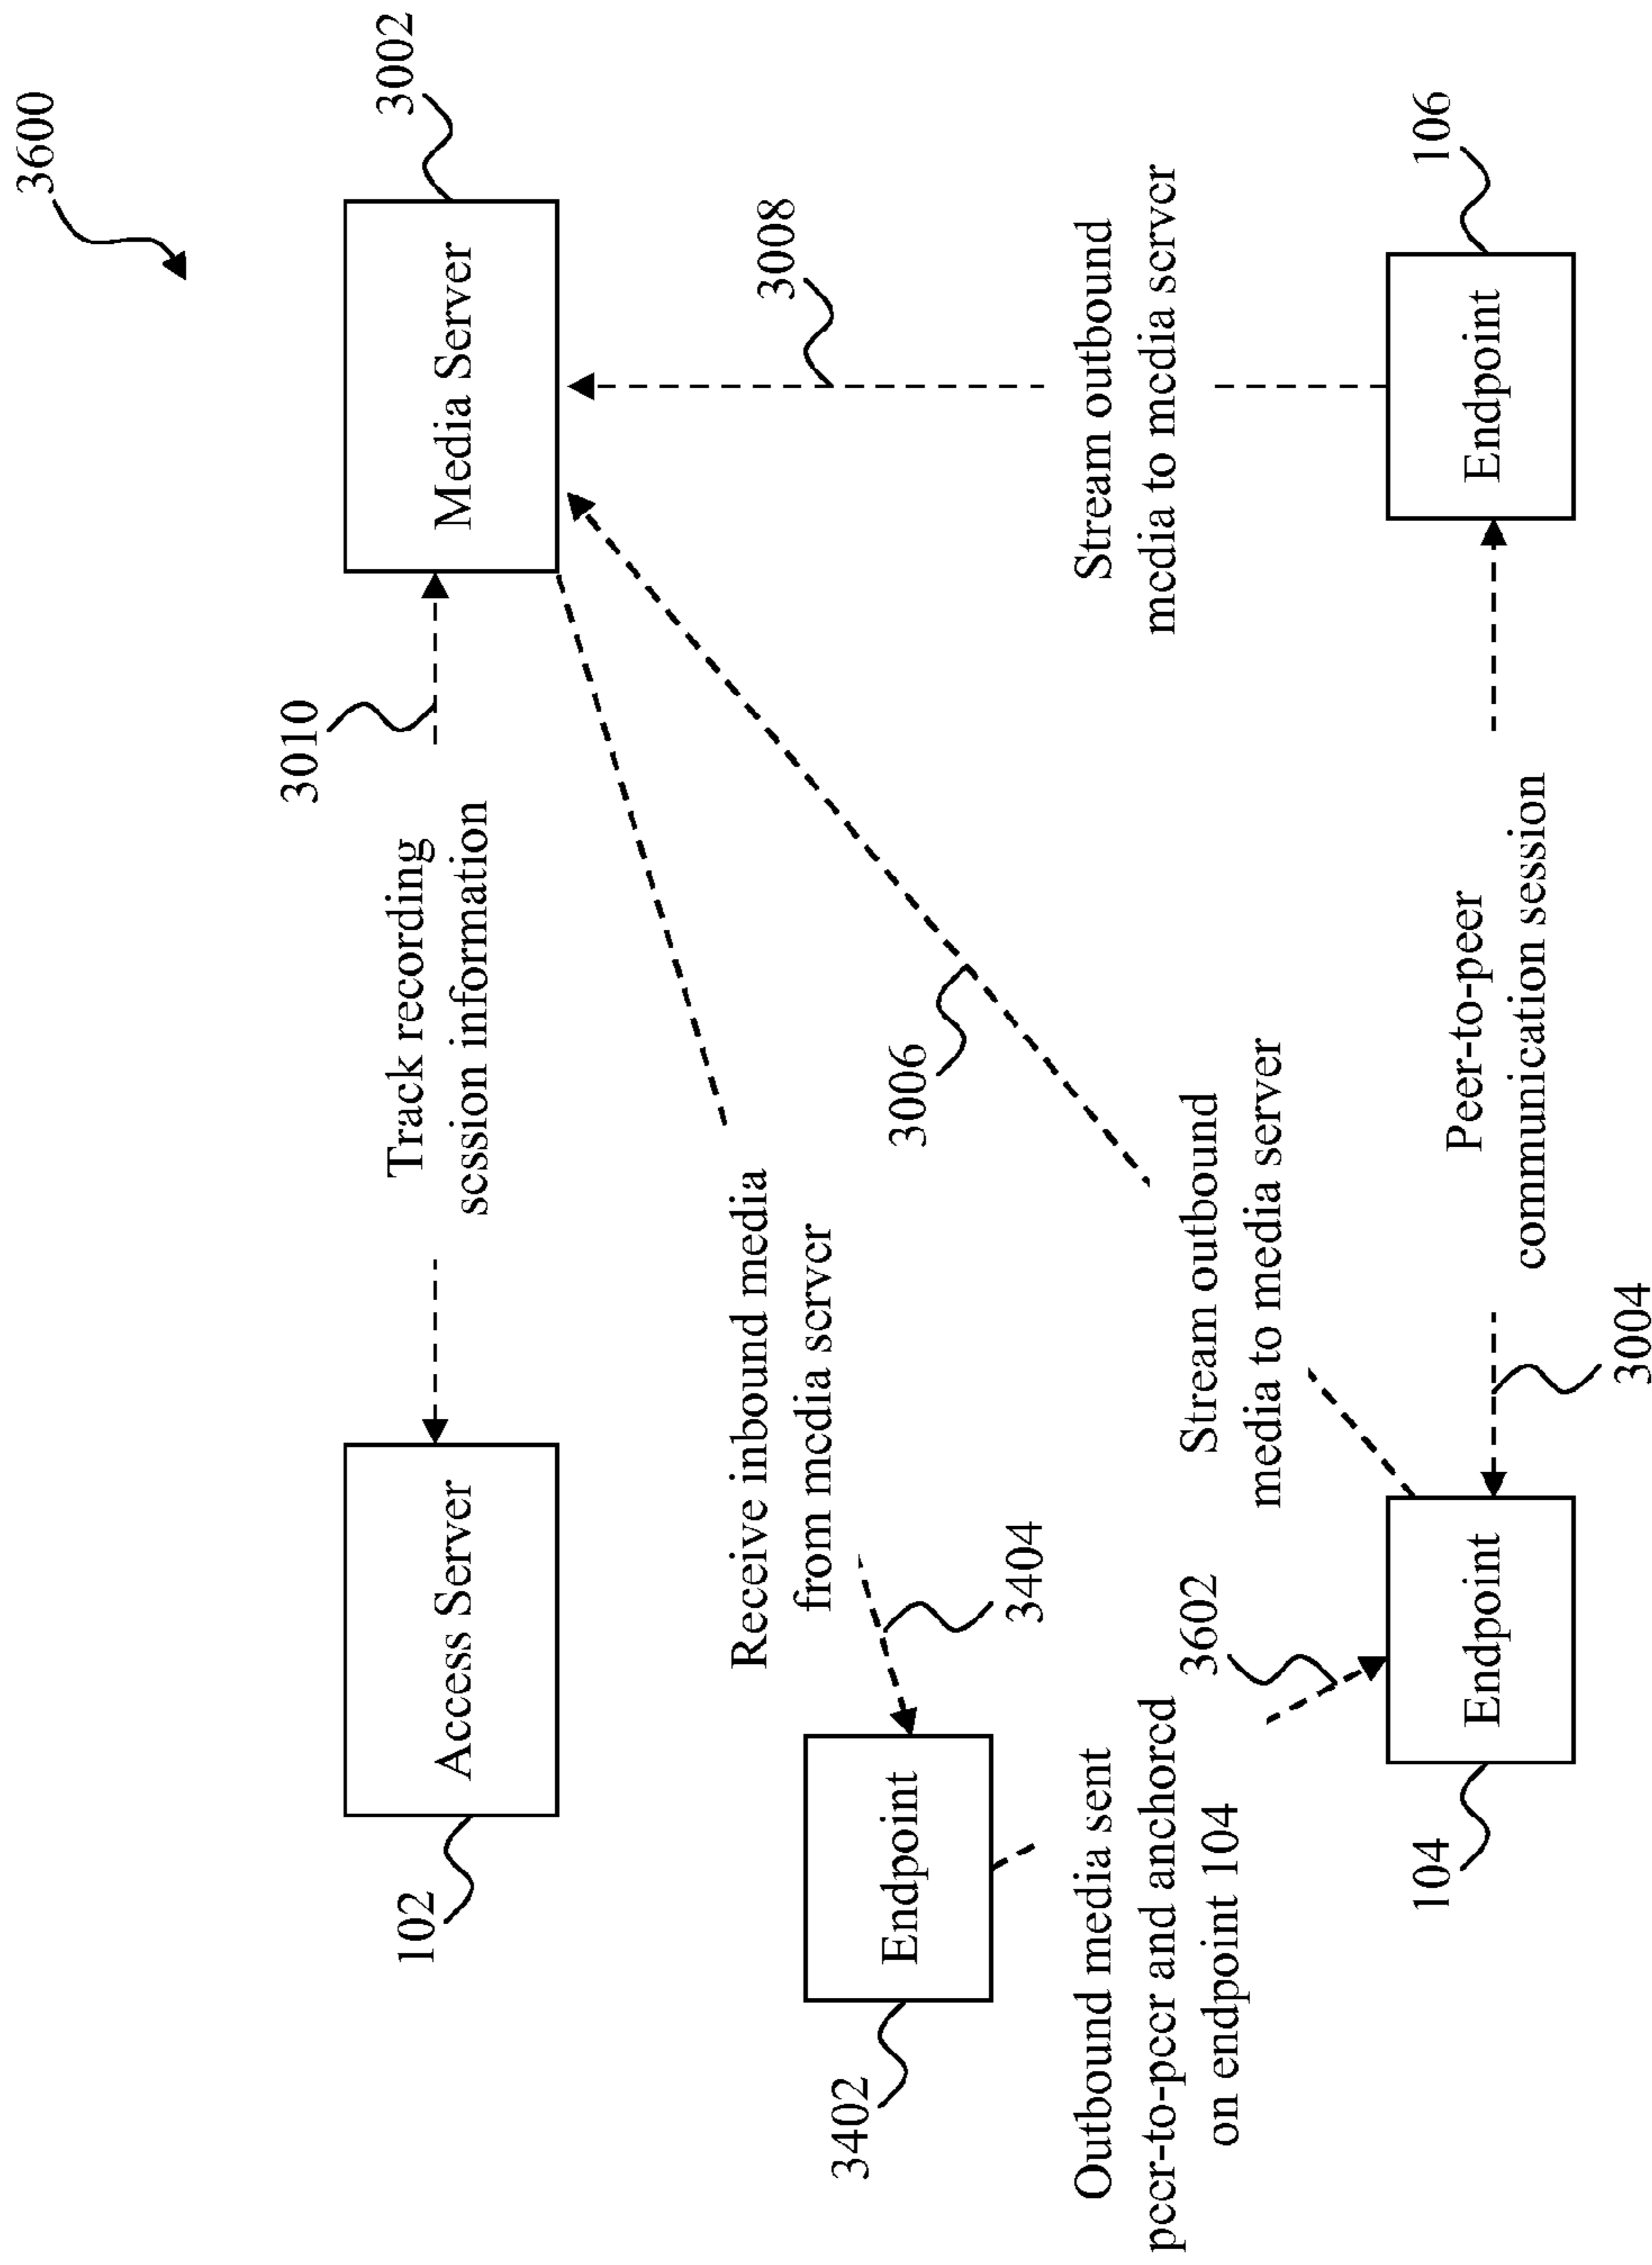 3600
102
Access Server
Track recording
session information
3010
Media Server
3002
3402
Endpoint
Receive inbound media
from media server
3404
3006
3008
Outbound media sent
peer-to-peer and anchored
on endpoint 104
3602
Stream outbound
media to media server
Stream outbound
media to media server
104
Endpoint
3004
Peer-to-peer
communication session
Endpoint
106